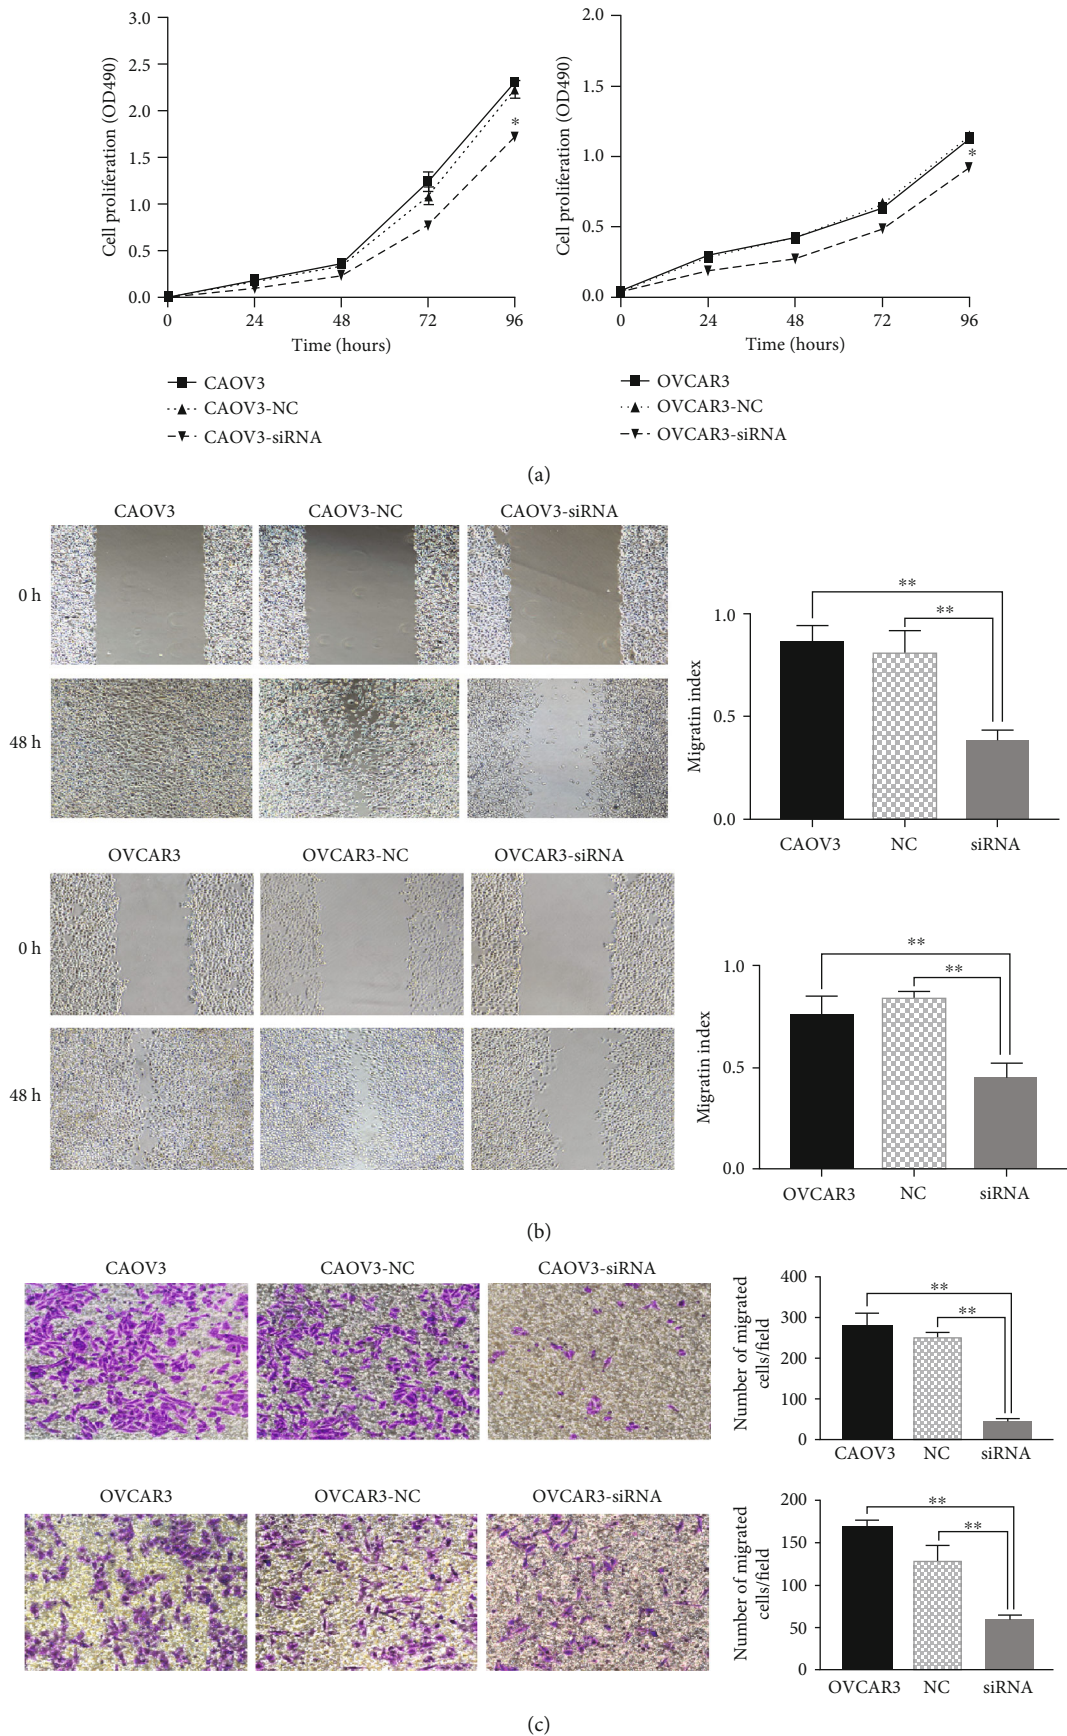 3.0
2.5
2.0
1.5
1.0
0.5
0.0
Cell proliferation (OD490)
*
0 24 48 72 96
Time (hours)
CAOV3
CAOV3-NC
CAOV3-siRNA
2.0
1.5
1.0
0.5
0.0
Cell proliferation (OD490)
*
0 24 48 72 96
Time (hours)
OVCAR3
OVCAR3-NC
OVCAR3-siRNA
(a)
CAOV3 CAOV3-NC CAOV3-siRNA
0 h
48 h
**
**
1.0
0.5
0.0
Migratin index
CAOV3 NC siRNA
OVCAR3 OVCAR3-NC OVCAR3-siRNA
0 h
48 h
**
**
1.0
0.5
0.0
Migratin index
OVCAR3 NC siRNA
(b)
CAOV3 CAOV3-NC CAOV3-siRNA
400
300
200
100
0
Number of migrated
cells/field
**
**
CAOV3 NC siRNA
OVCAR3 OVCAR3-NC OVCAR3-siRNA
200
150
100
50
0
Number of migrated
cells/field
**
**
OVCAR3 NC siRNA
(c)